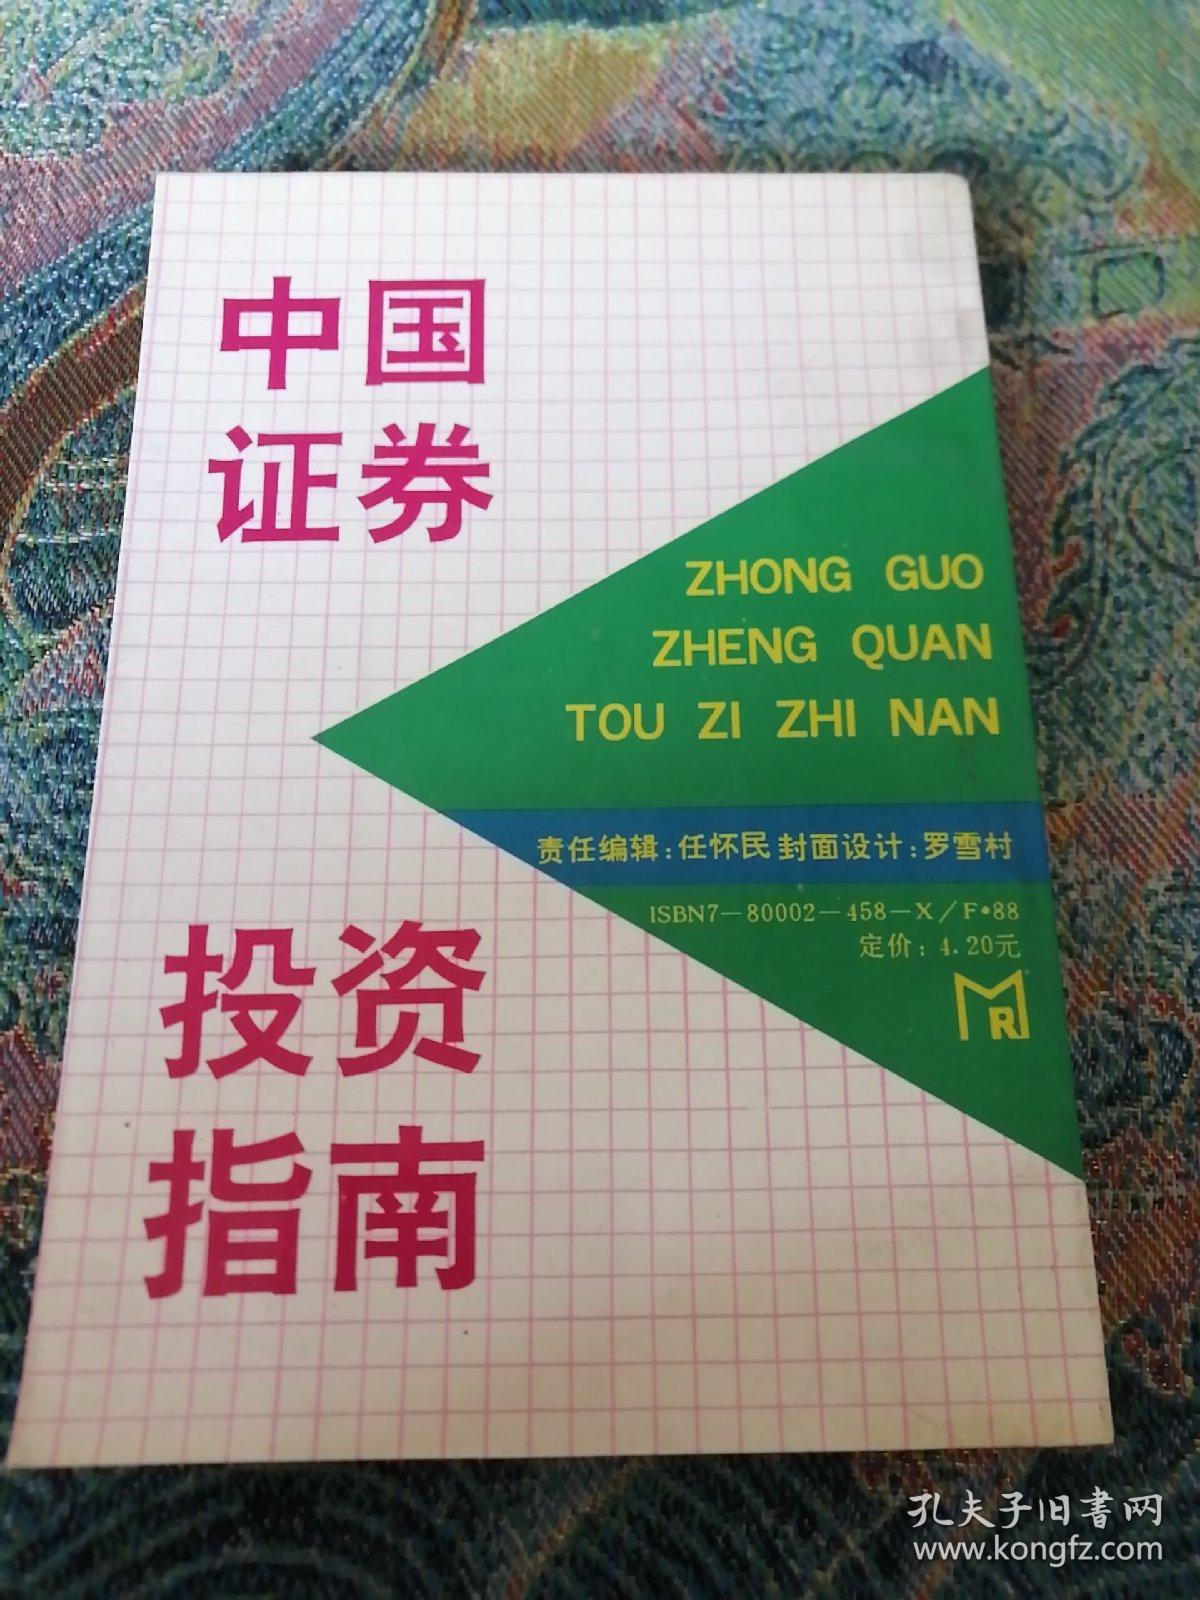 中国
证券
投资
指南
ZHONG GUO
ZHENG QUAN
TOU ZI ZHI NAN
责任编辑:任怀民 封面设计:罗雪村
ISBN7-80002-458-X/F·88
定价:4.20元
MR
孔夫子旧書网
www.kongfz.com